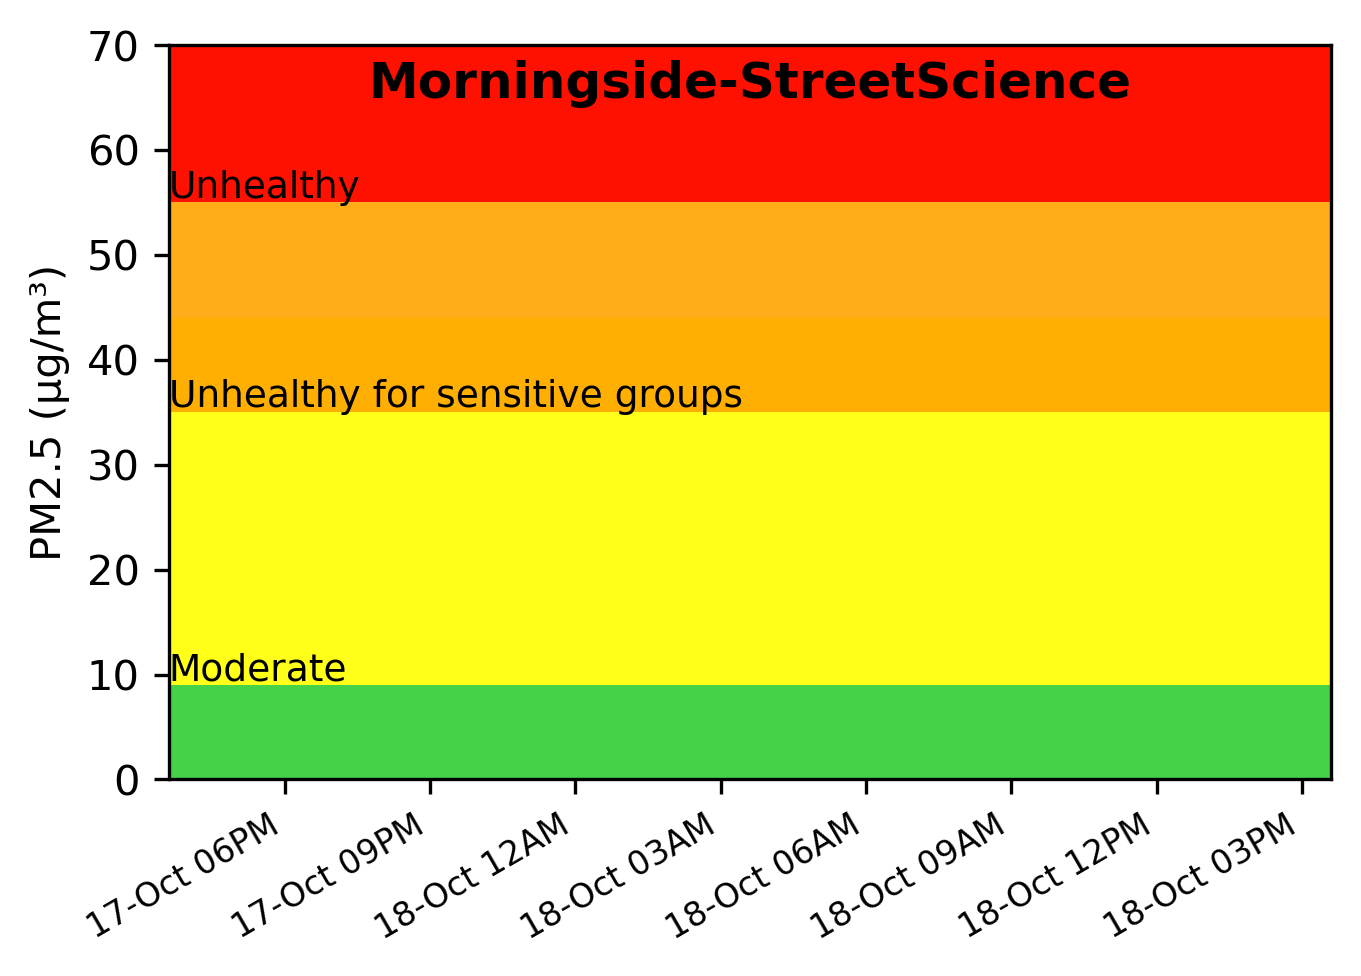 Morningside-StreetScience
70
60
Unhealthy
50
40
Unhealthy for sensitive groups
30
20
10
Moderate
0
PM2.5 (µg/m³)
17-Oct 06PM
17-Oct 09PM
18-Oct 12AM
18-Oct 03AM
18-Oct 06AM
18-Oct 09AM
18-Oct 12PM
18-Oct 03PM